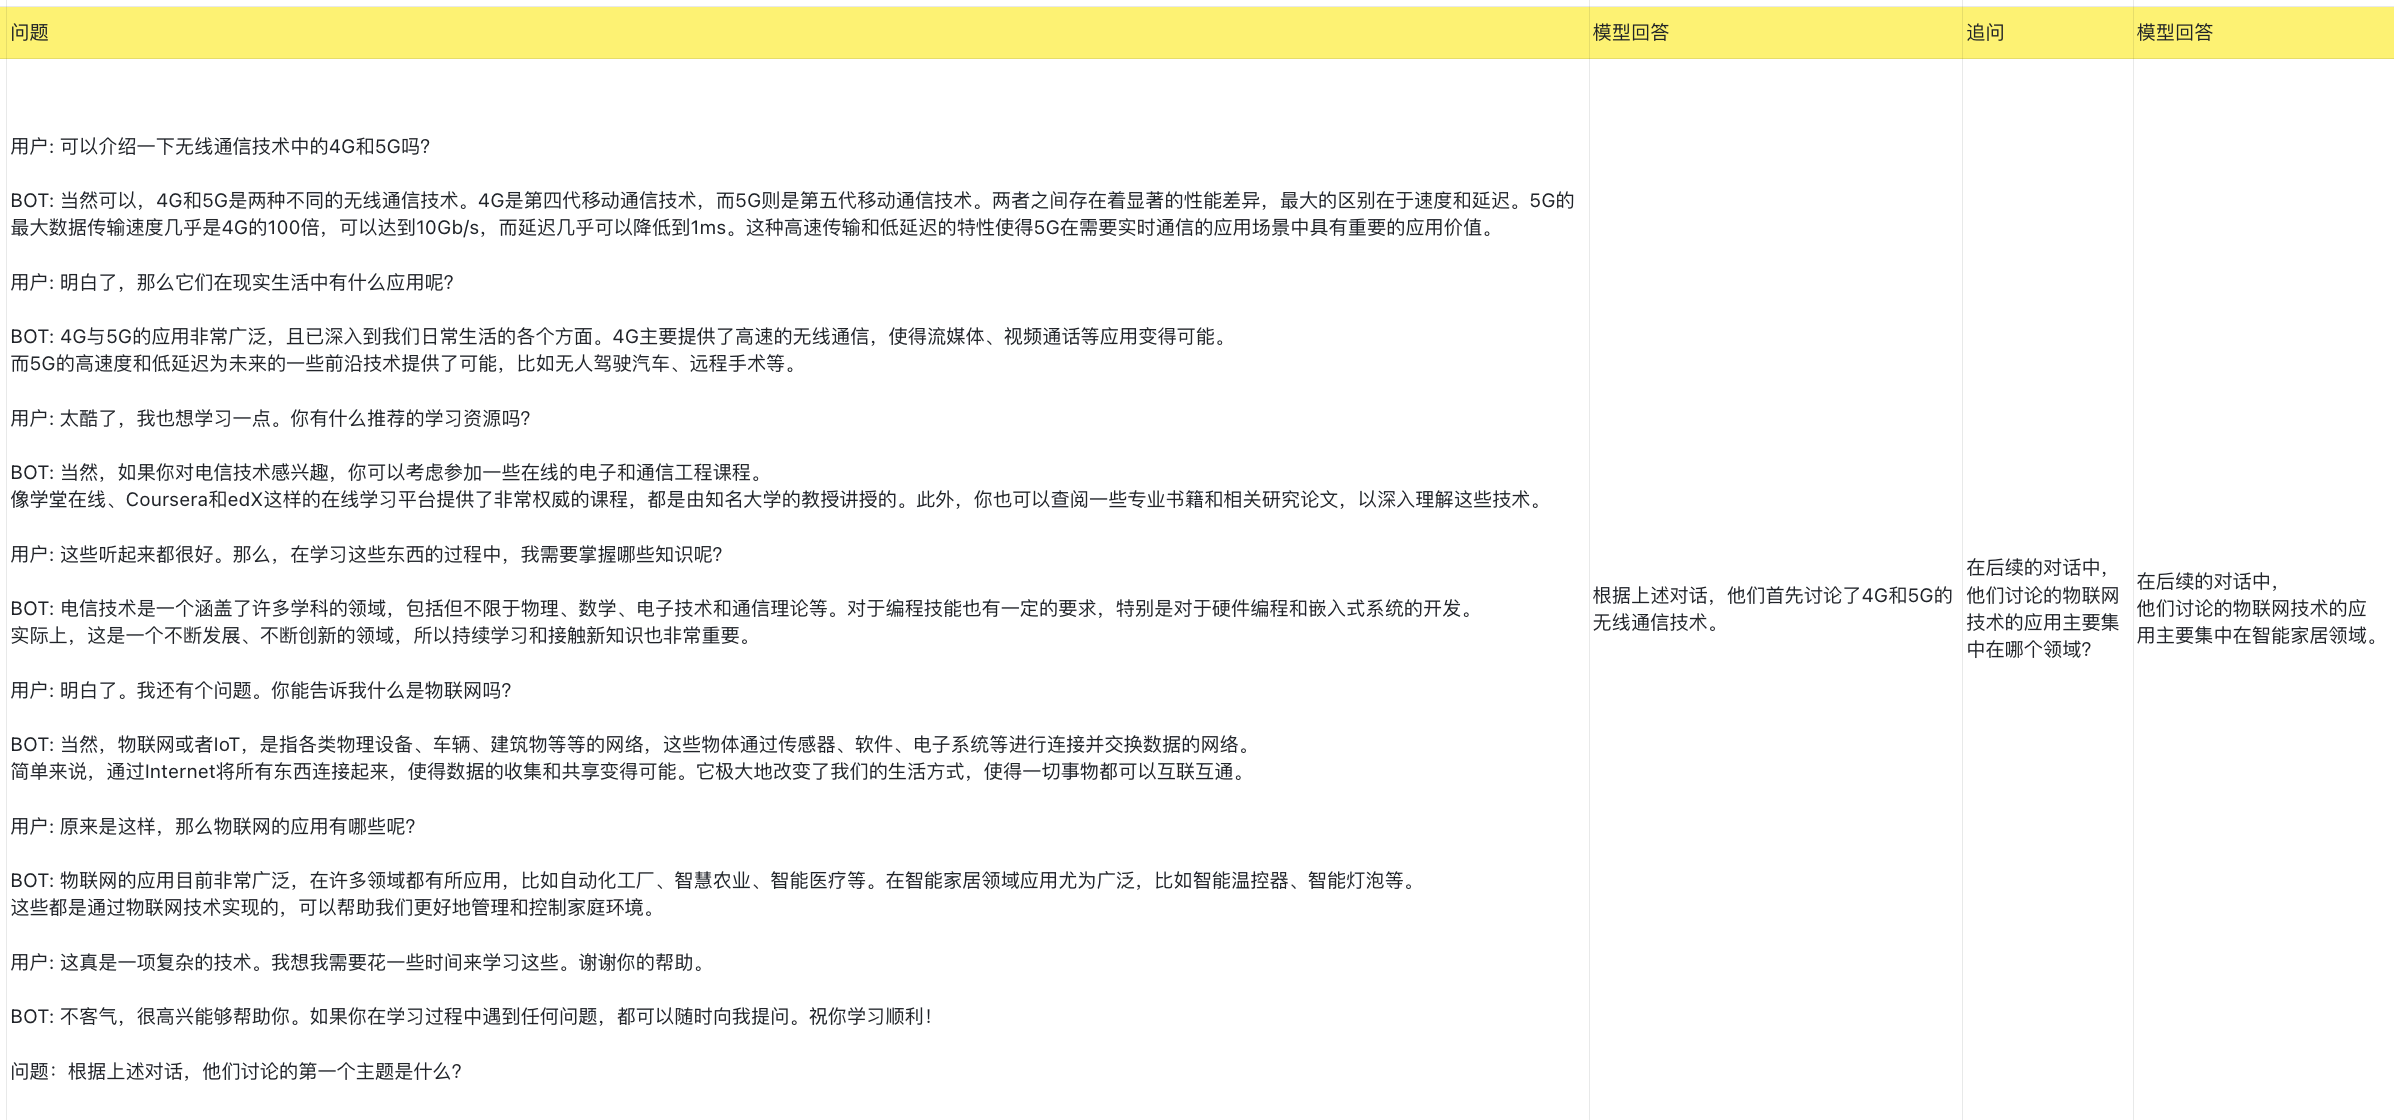 问题
模型回答
追问
模型回答
用户: 可以介绍一下无线通信技术中的4G和5G吗?
BOT: 当然可以，4G和5G是两种不同的无线通信技术。4G是第四代移动通信技术，而5G则是第五代移动通信技术。两者之间存在着显著的性能差异，最大的区别在于速度和延迟。5G的
最大数据传输速度几乎是4G的100倍，可以达到10Gb/s，而延迟几乎可以降低到1ms。这种高速传输和低延迟的特性使得5G在需要实时通信的应用场景中具有重要的应用价值。
用户: 明白了，那么它们在现实生活中有什么应用呢?
BOT: 4G与5G的应用非常广泛，且已深入到我们日常生活的各个方面。4G主要提供了高速的无线通信，使得流媒体、视频通话等应用变得可能。
而5G的高速度和低延迟为未来的一些前沿技术提供了可能，比如无人驾驶汽车、远程手术等。
用户: 太酷了，我也想学习一点。你有什么推荐的学习资源吗?
BOT: 当然，如果你对电信技术感兴趣，你可以考虑参加一些在线的电子和通信工程课程。
像学堂在线、Coursera和edX这样的在线学习平台提供了非常权威的课程，都是由知名大学的教授讲授的。此外，你也可以查阅一些专业书籍和相关研究论文，以深入理解这些技术。
用户: 这些听起来都很好。那么，在学习这些东西的过程中，我需要掌握哪些知识呢?
BOT: 电信技术是一个涵盖了许多学科的领域，包括但不限于物理、数学、电子技术和通信理论等。对于编程技能也有一定的要求，特别是对于硬件编程和嵌入式系统的开发。
实际上，这是一个不断发展、不断创新的领域，所以持续学习和接触新知识也非常重要。
用户: 明白了。我还有个问题。你能告诉我什么是物联网吗?
BOT: 当然，物联网或者IoT，是指各类物理设备、车辆、建筑物等等的网络，这些物体通过传感器、软件、电子系统等进行连接并交换数据的网络。
简单来说，通过Internet将所有东西连接起来，使得数据的收集和共享变得可能。它极大地改变了我们的生活方式，使得一切事物都可以互联互通。
用户: 原来是这样，那么物联网的应用有哪些呢?
BOT: 物联网的应用目前非常广泛，在许多领域都有所应用，比如自动化工厂、智慧农业、智能医疗等。在智能家居领域应用尤为广泛，比如智能温控器、智能灯泡等。
这些都是通过物联网技术实现的，可以帮助我们更好地管理和控制家庭环境。
用户: 这真是一项复杂的技术。我想我需要花一些时间来学习这些。谢谢你的帮助。
BOT: 不客气，很高兴能够帮助你。如果你在学习过程中遇到任何问题，都可以随时向我提问。祝你学习顺利！
问题：根据上述对话，他们讨论的第一个主题是什么?
根据上述对话，他们首先讨论了4G和5G的
无线通信技术。
在后续的对话中，
他们讨论的物联网
技术的应用主要集
中在哪个领域?
在后续的对话中，
他们讨论的物联网技术的应
用主要集中在智能家居领域。